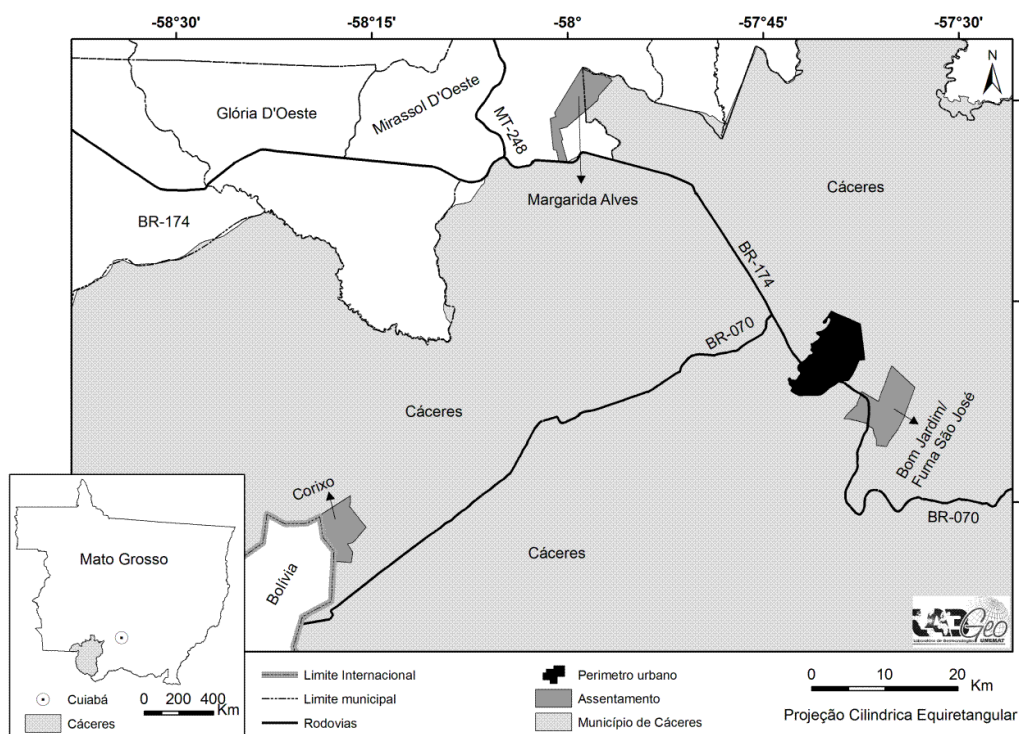 -58°30' -58°15' -58° -57°45' -57°30'
N
Glória D'Oeste
Mirassol D'Oeste
MT-248
Margarida Alves
Cáceres
BR-174
BR-174
BR-070
Cáceres
Bom Jardim/
Furna São José
Corixo
BR-070
Bolívia
Cáceres
Mato Grosso
Cuiabá
Cáceres
0 200 400
Km
Limite Internacional
Limite municipal
Rodovias
Perimetro urbano
Assentamento
Município de Cáceres
0 10 20
Km
Projeção Cilindrica Equiretangular
LABGeo
UNEMAT